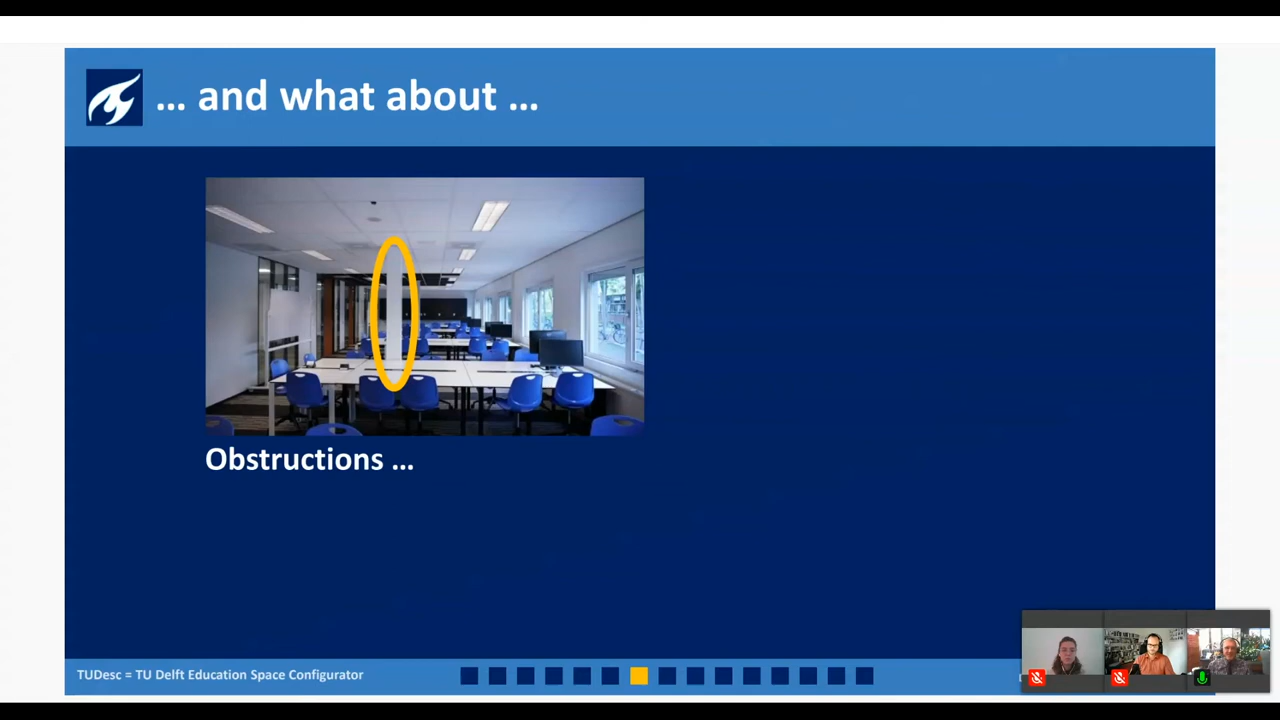 ... and what about ...
Obstructions ...
TUDesc = TU Delft Education Space Configurator